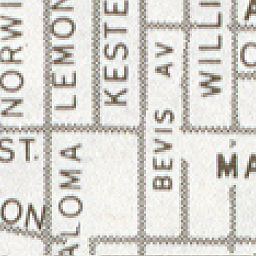 NORWI
LEMON
KESTE
WILLI
BEVIS AV
ST.
ALOMA
MA
ON